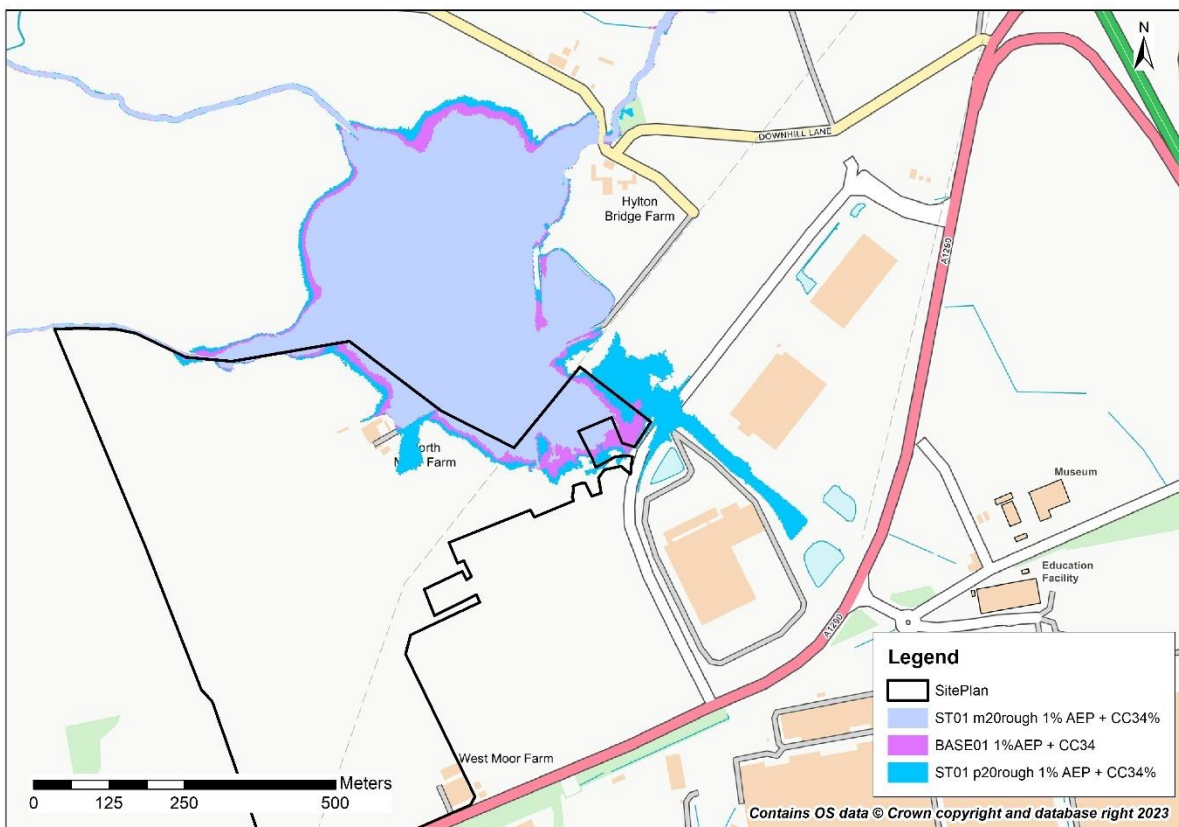 N
DOWNHILL LANE
Hylton
Bridge Farm
A1290
North
Farm
Museum
Education
Facility
A1290
West Moor Farm
Meters
0 125 250 500
Legend
SitePlan
ST01 m20rough 1% AEP + CC34%
BASE01 1%AEP + CC34
ST01 p20rough 1% AEP + CC34%
Contains OS data © Crown copyright and database right 2023